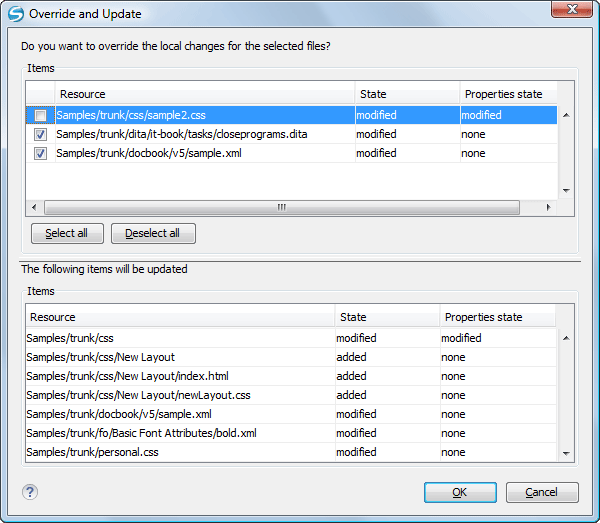 Override and Update
Do you want to override the local changes for the selected files?
Items
Resource State Properties state
Samples/trunk/css/sample2.css modified modified
Samples/trunk/dita/it-book/tasks/closeprograms.dita modified none
Samples/trunk/docbook/v5/sample.xml modified none
Select all Deselect all
The following items will be updated
Items
Resource State Properties state
Samples/trunk/css modified modified
Samples/trunk/css/New Layout added none
Samples/trunk/css/New Layout/index.html added none
Samples/trunk/css/New Layout/newLayout.css added none
Samples/trunk/docbook/v5/sample.xml modified none
Samples/trunk/fo/Basic Font Attributes/bold.xml modified none
Samples/trunk/personal.css modified none
? OK Cancel